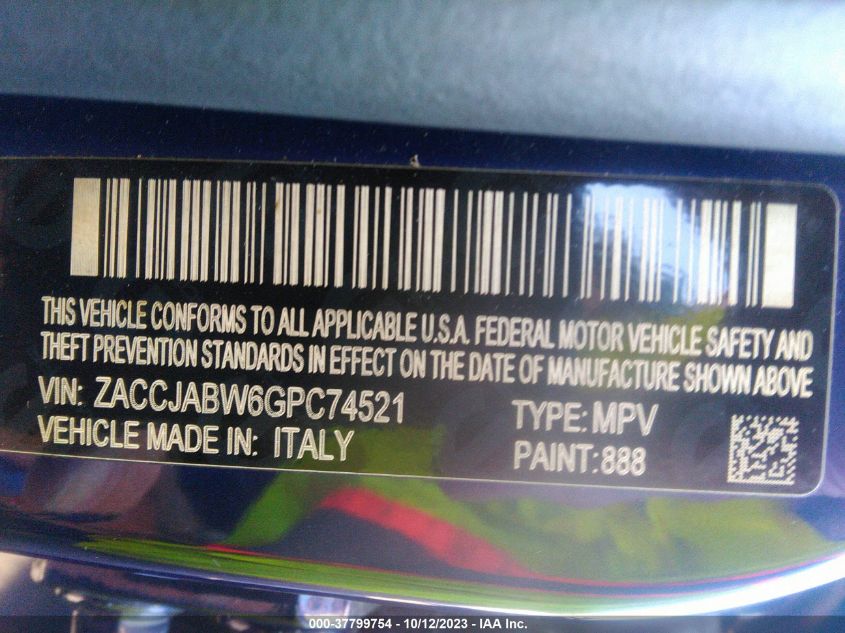 THIS VEHICLE CONFORMS TO ALL APPLICABLE U.S.A. FEDERAL MOTOR VEHICLE SAFETY AND
THEFT PREVENTION STANDARDS IN EFFECT ON THE DATE OF MANUFACTURE SHOWN ABOVE
VIN: ZACCJABW6GPC74521 TYPE: MPV
VEHICLE MADE IN: ITALY PAINT: 888
000-37799754 - 10/12/2023 - IAA Inc.